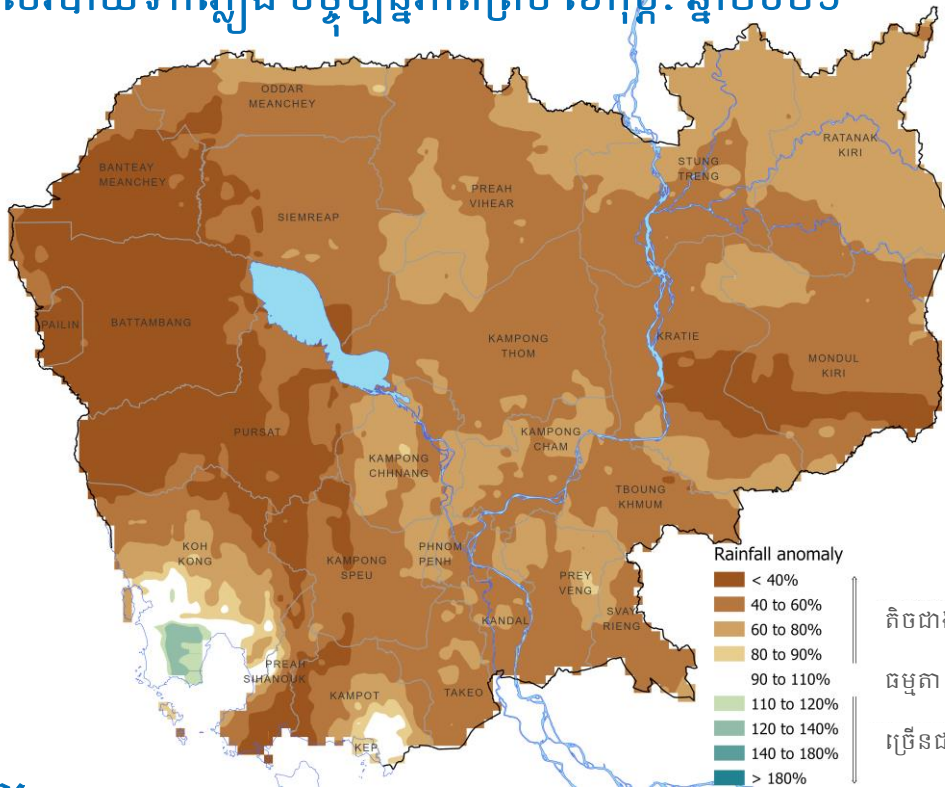 ODDAR
MEANCHEY
BANTEAY
MEANCHEY
SIEMREAP
PREAH
VIHEAR
STUNG
TRENG
RATANAK
KIRI
PAILIN
BATTAMBANG
KAMPONG
THOM
KRATIE
MONDUL
KIRI
PURSAT
KAMPONG
CHHNANG
KAMPONG
CHAM
TBOUNG
KHMUM
KOH
KONG
KAMPONG
SPEU
PHNOM
PENH
PREY
VENG
SVAY
RIENG
KANDAL
PREAH
SIHANOUK
KAMPOT
TAKEO
KEP
Rainfall anomaly
< 40%
40 to 60%
60 to 80%
80 to 90%
90 to 110%
110 to 120%
120 to 140%
140 to 180%
> 180%
ធម្មតា